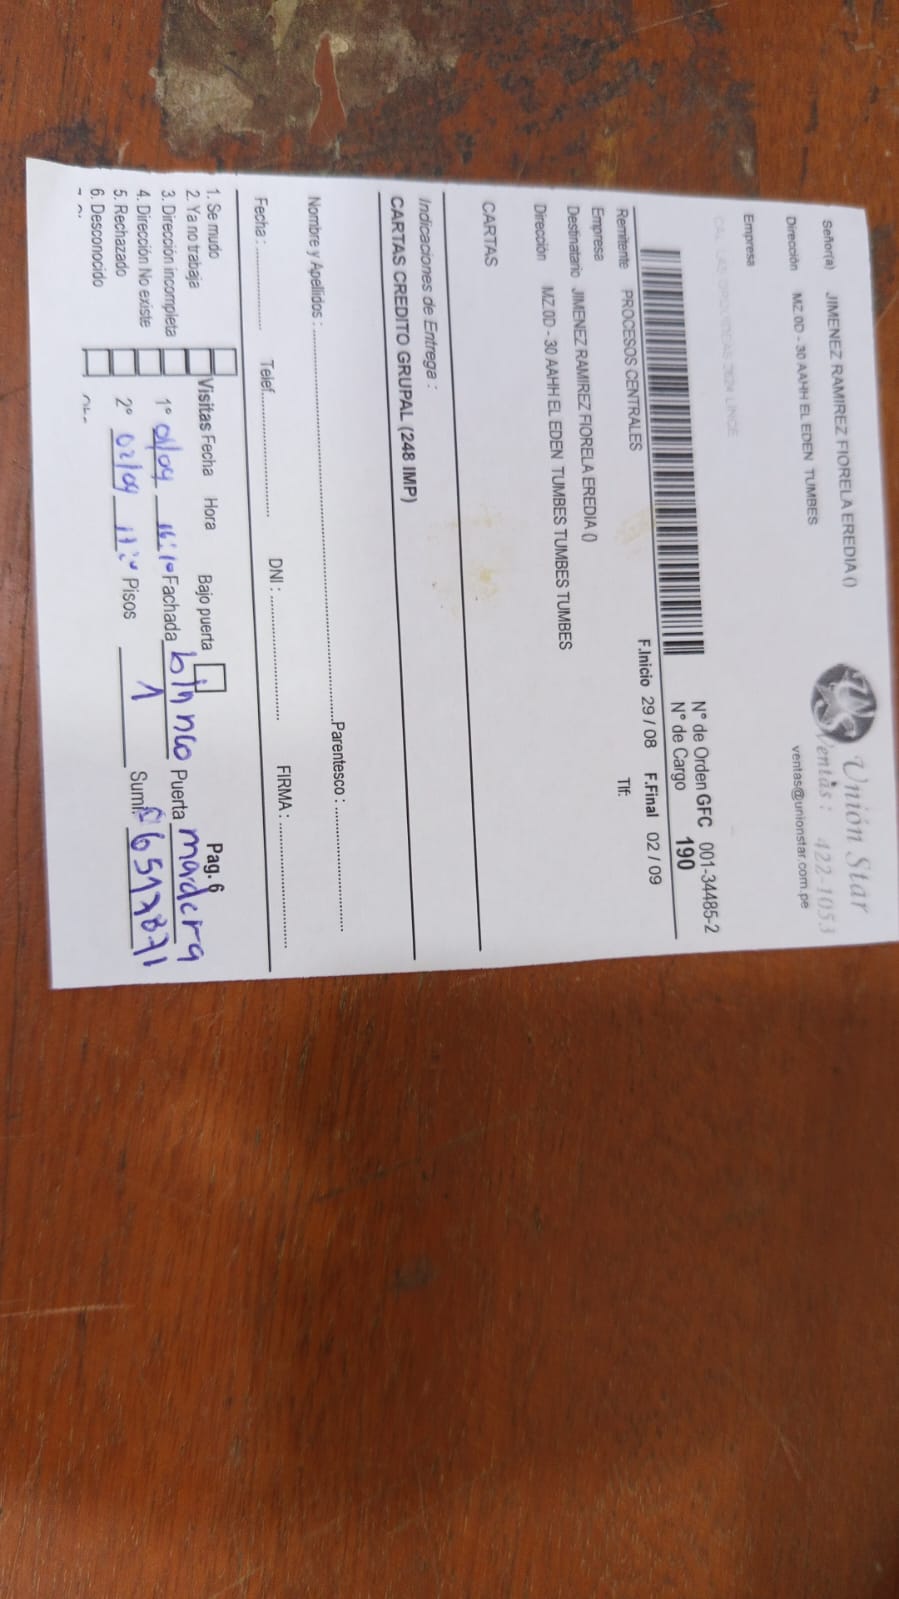 Unión Star
Ventas: 422-1053
ventas@unionstar.com.pe
Señor(a) JIMENEZ RAMIREZ FIORELA EREDIA ()
Dirección MZ.0D - 30 AAHH EL EDEN TUMBES
Empresa
N° de Orden GFC 001-34485-2
N° de Cargo 190
F.Inicio 29 / 08 F.Final 02 / 09
Remitente PROCESOS CENTRALES Tlf:
Empresa
Destinatario JIMENEZ RAMIREZ FIORELA EREDIA ()
Dirección MZ.0D - 30 AAHH EL EDEN TUMBES TUMBES TUMBES
CARTAS
Indicaciones de Entrega :
CARTAS CREDITO GRUPAL (248 IMP)
Nombre y Apellidos : Parentesco :
Fecha : Telef. DNI : FIRMA :
1. Se mudo Visitas Fecha Hora Bajo puerta Pag. 6
2. Ya no trabaja
3. Dirección incompleta 1° Fachada Puerta madera
4. Dirección No existe
5. Rechazado 2° 02/09 Pisos 1 Sumi.
6. Desconocido